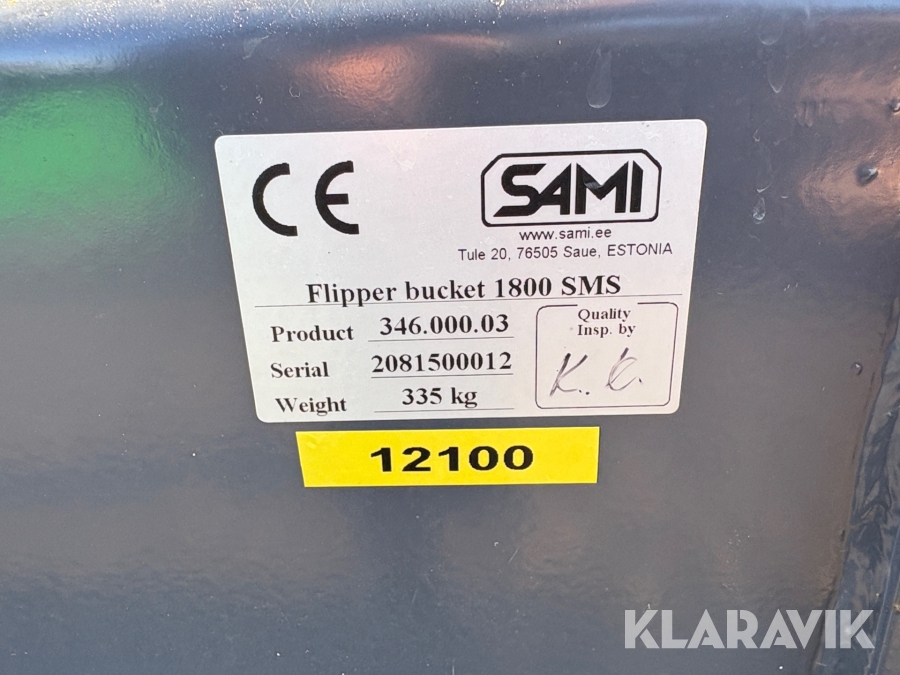 CE
SAMI
www.sami.ee
Tule 20, 76505 Saue, ESTONIA
Flipper bucket 1800 SMS
Product 346.000.03
Serial 2081500012
Weight 335 kg
Quality
Insp. by
K. K.
12100
KLARAVIK